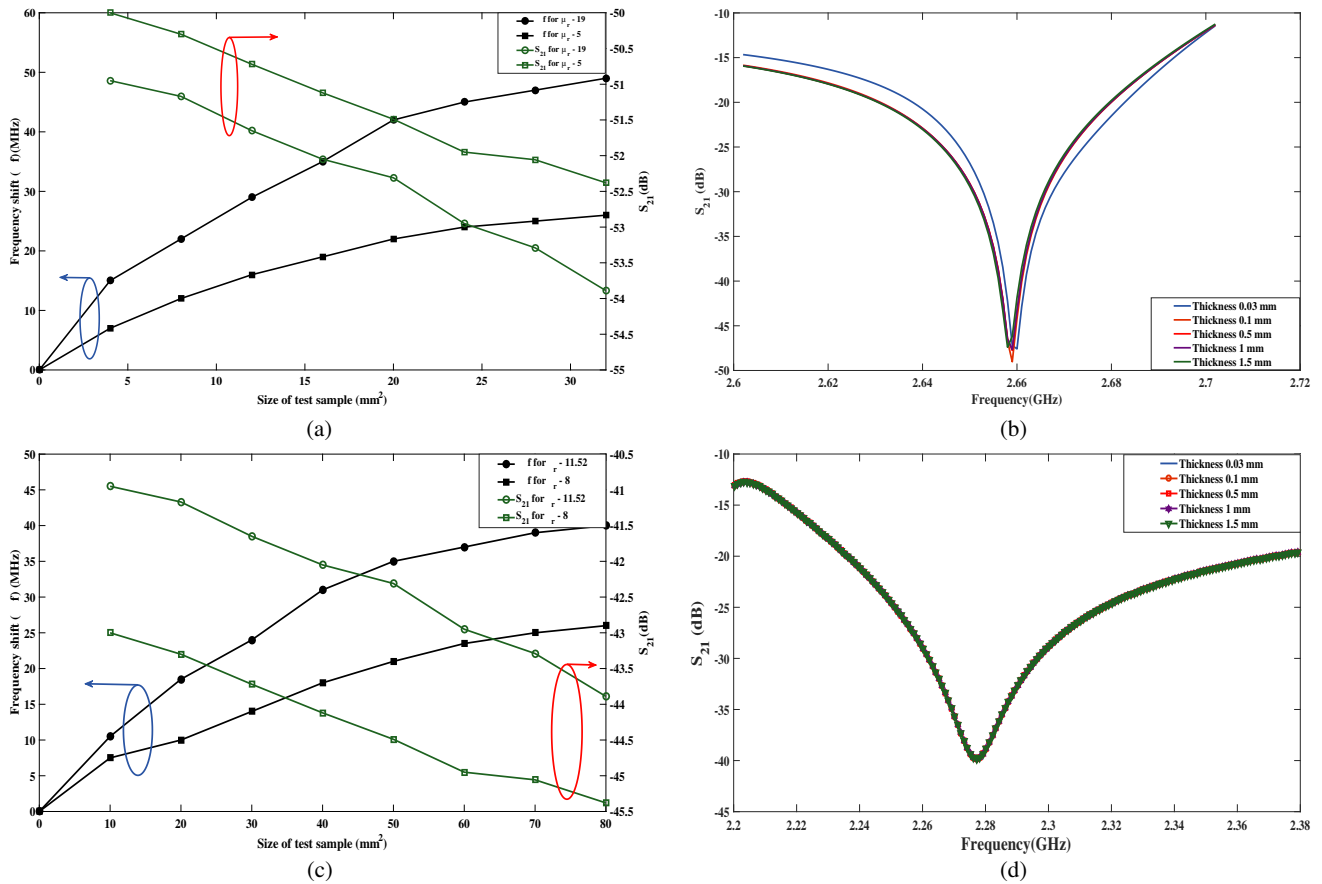 60
50
40
30
20
10
0
Frequency shift ( f)(MHz)
f for μr - 19
f for μr - 5
S21 for μr - 19
S21 for μr - 5
-50
-50.5
-51
-51.5
-52
-52.5
-53
-53.5
-54
-54.5
-55
S21(dB)
0 5 10 15 20 25 30
Size of test sample (mm2)
(a)
-10
-15
-20
-25
-30
-35
-40
-45
-50
S21 (dB)
Thickness 0.03 mm
Thickness 0.1 mm
Thickness 0.5 mm
Thickness 1 mm
Thickness 1.5 mm
2.6 2.62 2.64 2.66 2.68 2.7 2.72
Frequency(GHz)
(b)
50
45
40
35
30
25
20
15
10
5
0
Frequency shift ( f)(MHz)
f for r - 11.52
f for r - 8
S21 for r - 11.52
S21 for r - 8
-40.5
-41
-41.5
-42
-42.5
-43
-43.5
-44
-44.5
-45
-45.5
S21(dB)
0 10 20 30 40 50 60 70 80
Size of test sample (mm2)
(c)
-10
-15
-20
-25
-30
-35
-40
-45
S21 (dB)
Thickness 0.03 mm
Thickness 0.1 mm
Thickness 0.5 mm
Thickness 1 mm
Thickness 1.5 mm
2.2 2.22 2.24 2.26 2.28 2.3 2.32 2.34 2.36 2.38
Frequency(GHz)
(d)